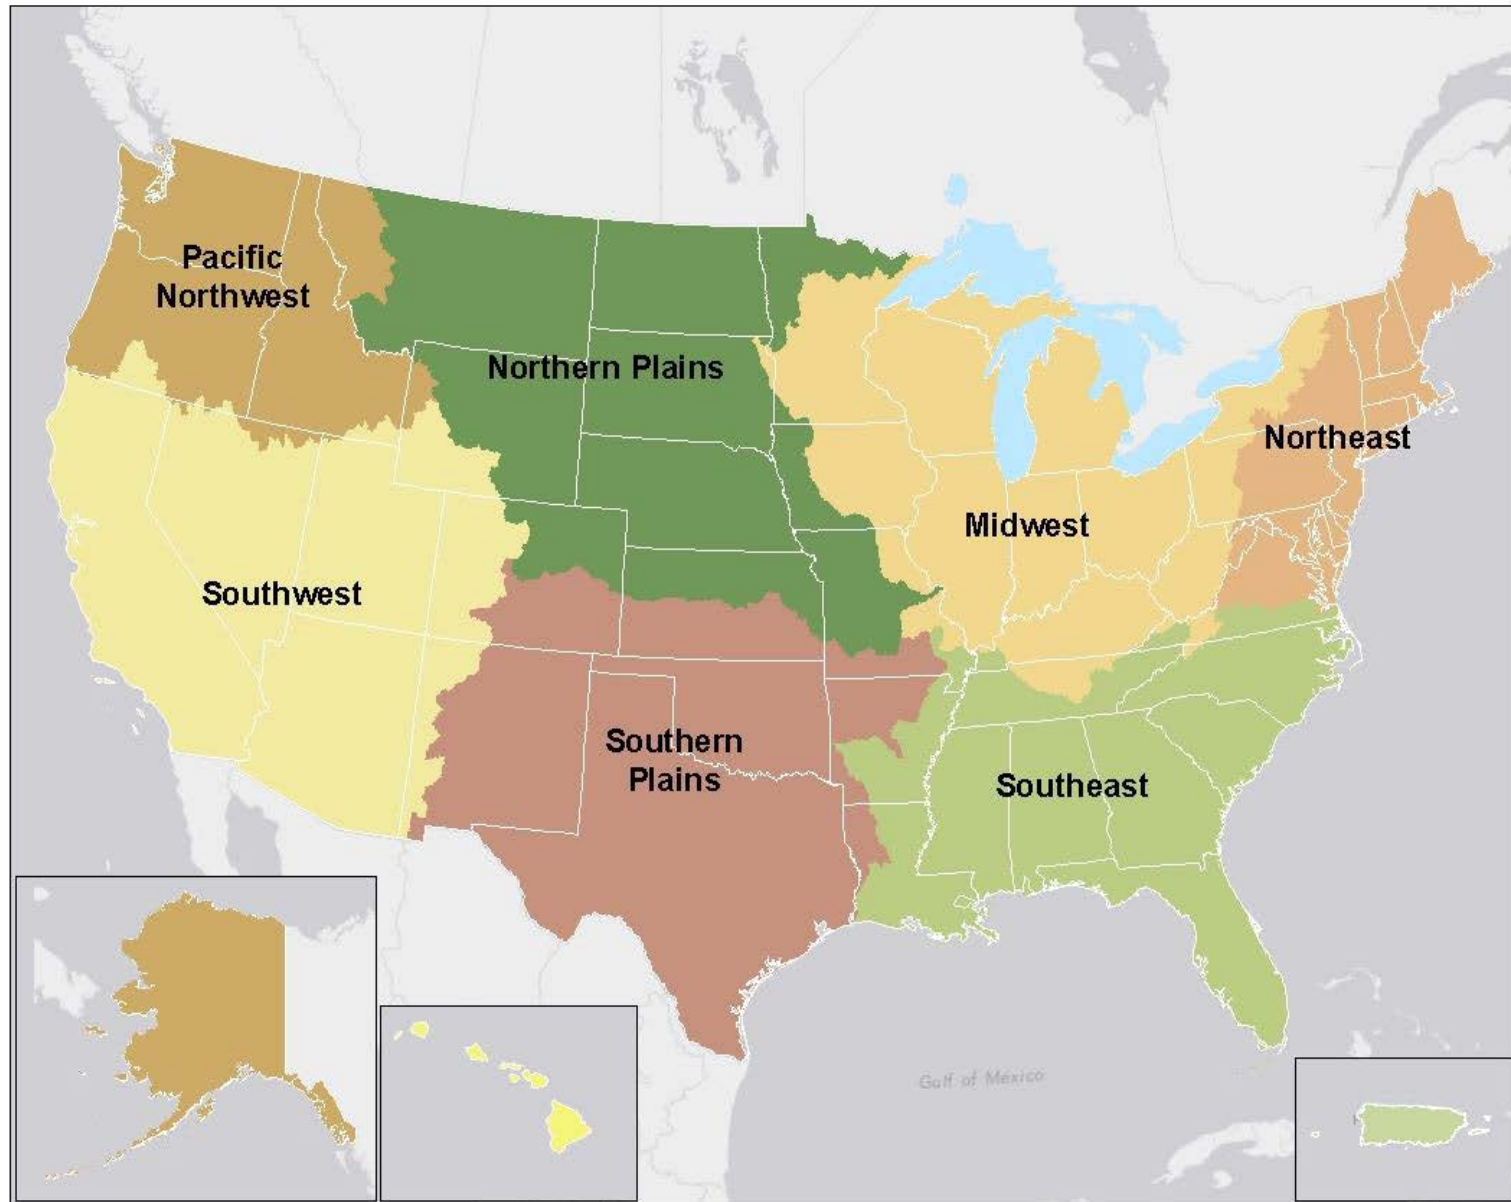 Pacific
Northwest
Northern Plains
Northeast
Midwest
Southwest
Southern
Plains
Southeast
Gulf of Mexico